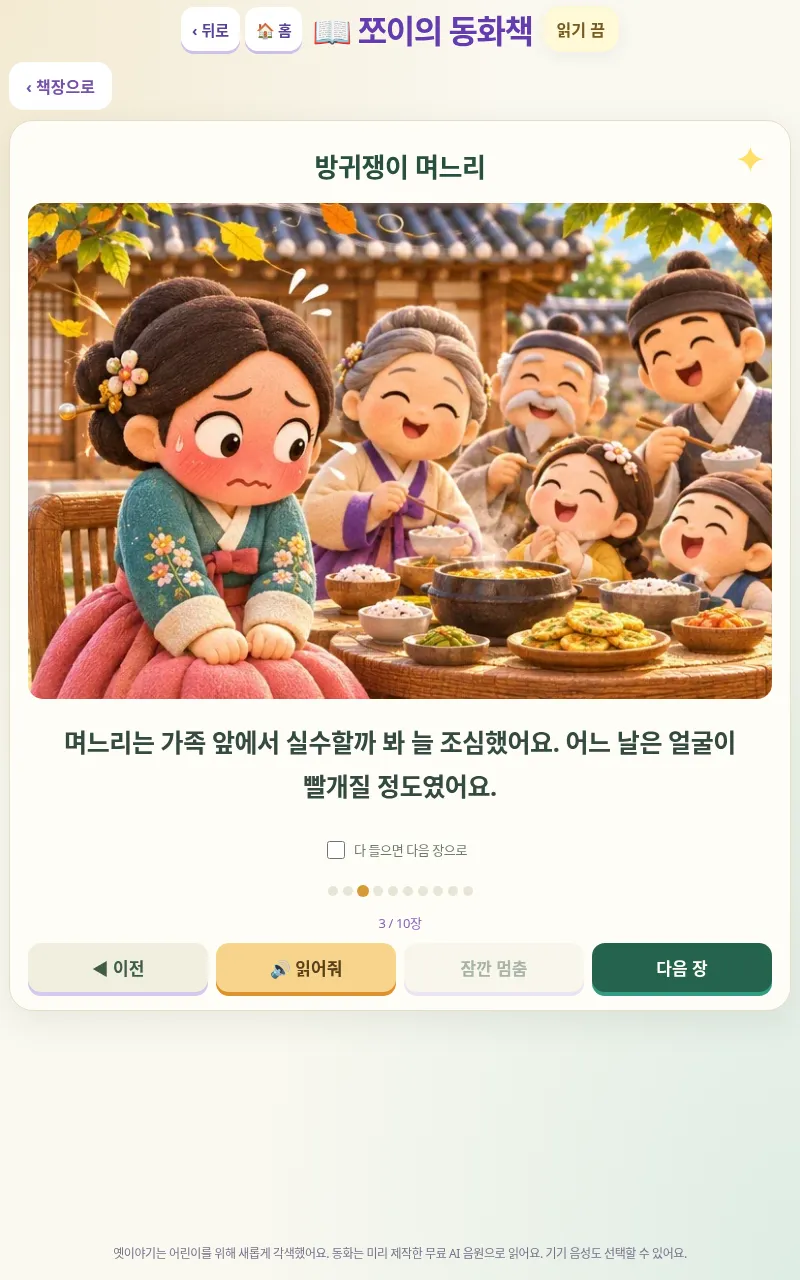 ‹ 뒤로
🏠 홈
📖 쪼이의 동화책
읽기 끝
‹ 책장으로
방귀쟁이 며느리
며느리는 가족 앞에서 실수할까 봐 늘 조심했어요. 어느 날은 얼굴이
빨개질 정도였어요.
다 들으면 다음 장으로
3 / 10장
◀ 이전
🔊 읽어줘
잠깐 멈춤
다음 장
옛이야기는 어린이를 위해 새롭게 각색했어요. 동화는 미리 제작한 무료 AI 음원으로 읽어요. 기기 음성도 선택할 수 있어요.